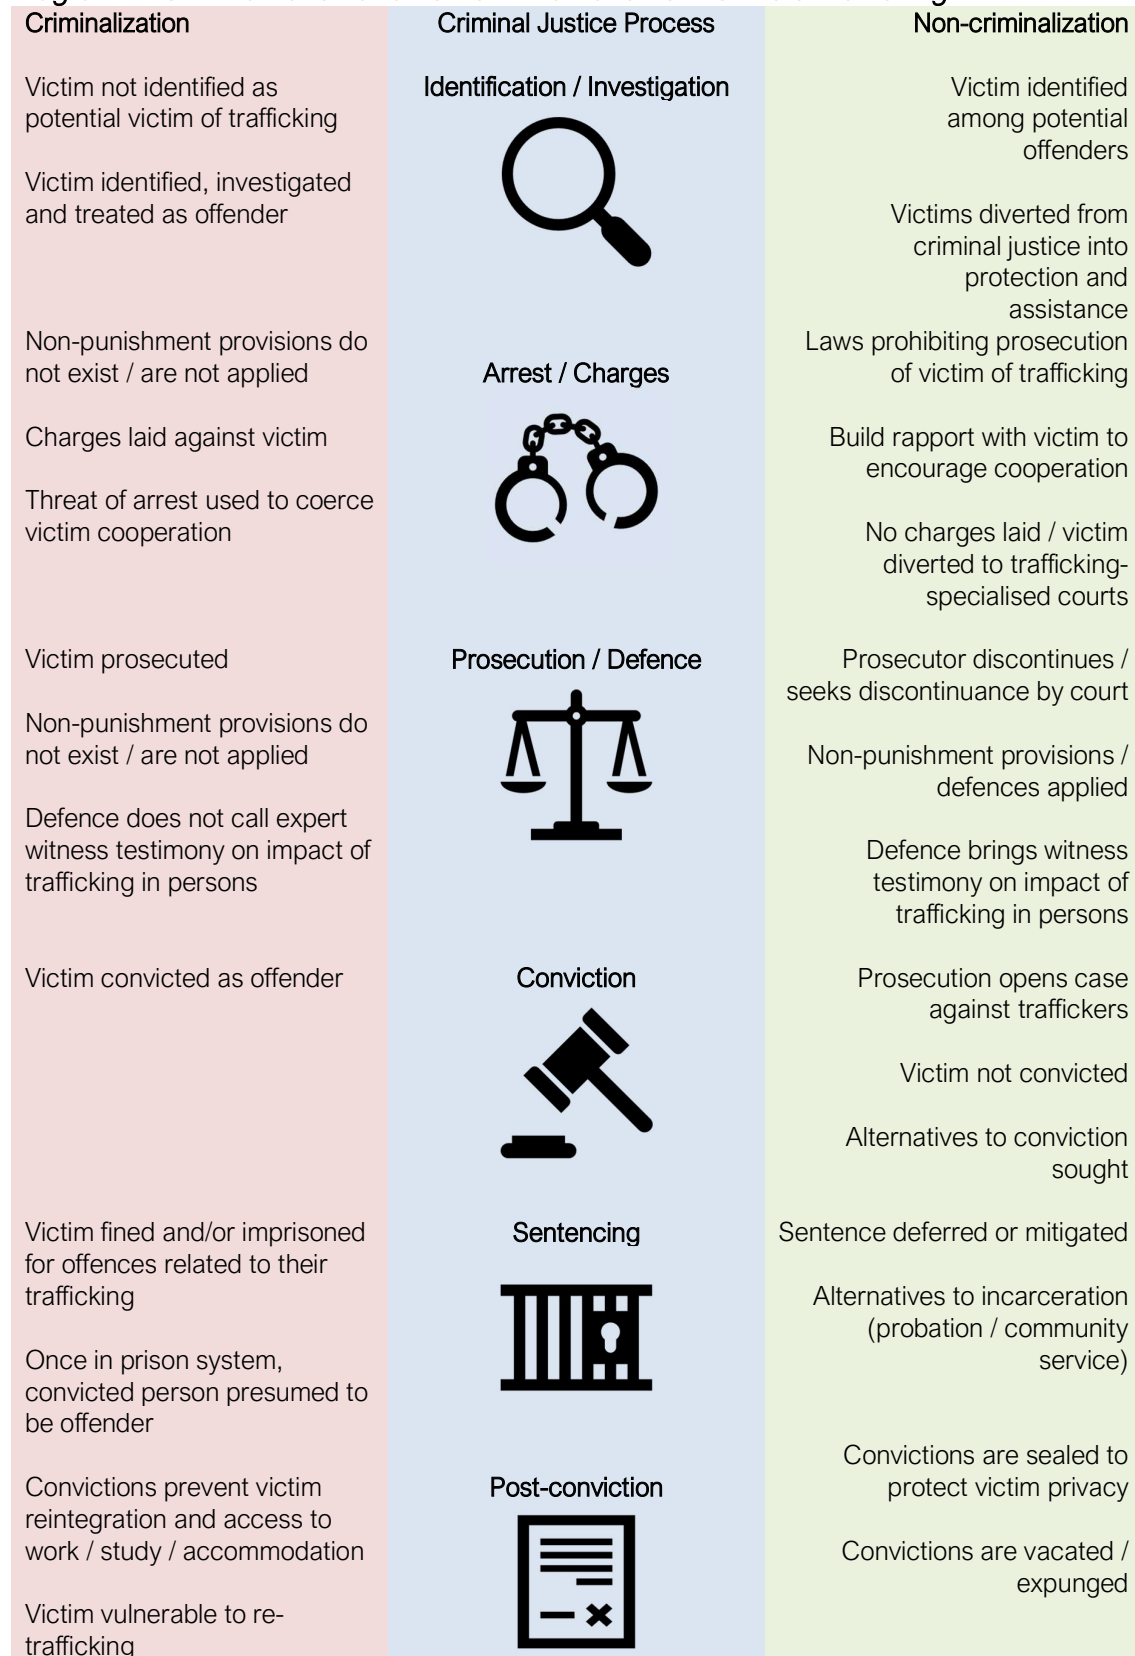 Criminalization
Criminal Justice Process
Non-criminalization
Victim not identified as
potential victim of trafficking
Victim identified, investigated
and treated as offender
Identification / Investigation
Victim identified
among potential
offenders
Victims diverted from
criminal justice into
protection and
assistance
Non-punishment provisions do
not exist / are not applied
Charges laid against victim
Threat of arrest used to coerce
victim cooperation
Arrest / Charges
Laws prohibiting prosecution
of victim of trafficking
Build rapport with victim to
encourage cooperation
No charges laid / victim
diverted to trafficking-
specialised courts
Victim prosecuted
Non-punishment provisions do
not exist / are not applied
Defence does not call expert
witness testimony on impact of
trafficking in persons
Prosecution / Defence
Prosecutor discontinues /
seeks discontinuance by court
Non-punishment provisions /
defences applied
Defence brings witness
testimony on impact of
trafficking in persons
Victim convicted as offender
Conviction
Prosecution opens case
against traffickers
Victim not convicted
Alternatives to conviction
sought
Victim fined and/or imprisoned
for offences related to their
trafficking
Once in prison system,
convicted person presumed to
be offender
Sentencing
Sentence deferred or mitigated
Alternatives to incarceration
(probation / community
service)
Convictions prevent victim
reintegration and access to
work / study / accommodation
Victim vulnerable to re-
trafficking
Post-conviction
Convictions are sealed to
protect victim privacy
Convictions are vacated /
expunged